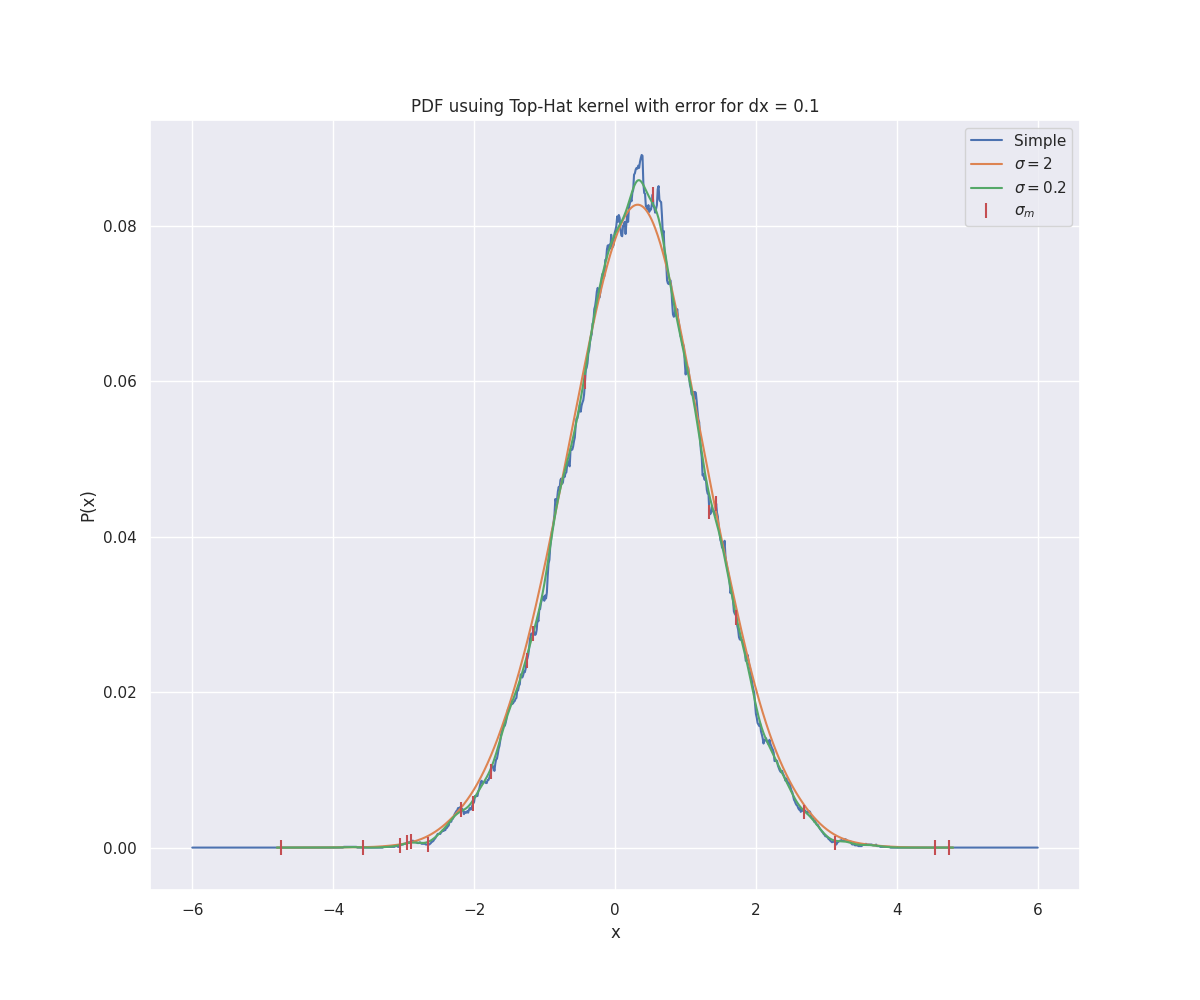 PDF usuing Top-Hat kernel with error for dx = 0.1
Simple
σ = 2
σ = 0.2
σm
P(x)
0.08
0.06
0.04
0.02
0.00
−6 −4 −2 0 2 4 6
x